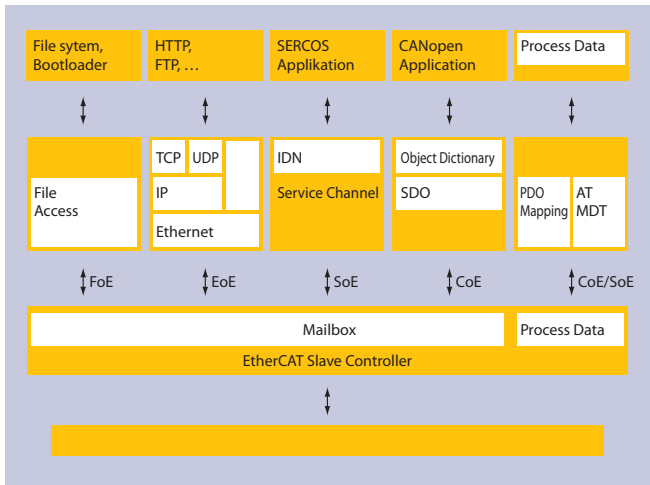 File sytem,
Bootloader
HTTP,
FTP, …
SERCOS
Applikation
CANopen
Application
Process Data
File
Access
TCP
UDP
IP
Ethernet
IDN
Service Channel
Object Dictionary
SDO
PDO
Mapping
AT
MDT
FoE
EoE
SoE
CoE
CoE/SoE
Mailbox
Process Data
EtherCAT Slave Controller